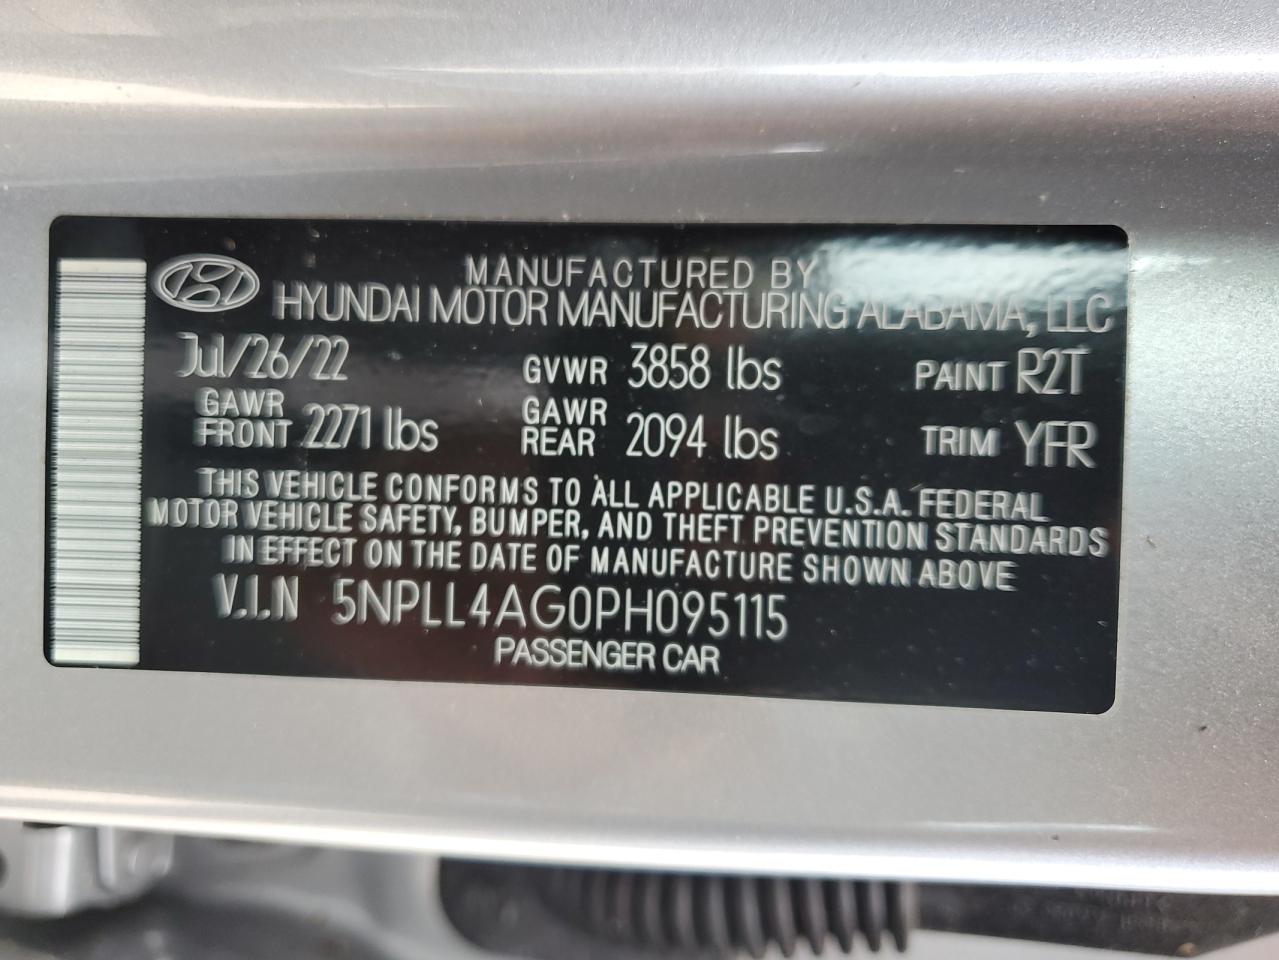 MANUFACTURED BY
HYUNDAI MOTOR MANUFACTURING ALABAMA, LLC
Jul/26/22 GVWR 3858 lbs PAINT R2T
GAWR FRONT 2271 lbs GAWR REAR 2094 lbs TRIM YFR
THIS VEHICLE CONFORMS TO ALL APPLICABLE U.S.A. FEDERAL
MOTOR VEHICLE SAFETY, BUMPER, AND THEFT PREVENTION STANDARDS
IN EFFECT ON THE DATE OF MANUFACTURE SHOWN ABOVE
V.I.N 5NPLL4AG0PH095115
PASSENGER CAR